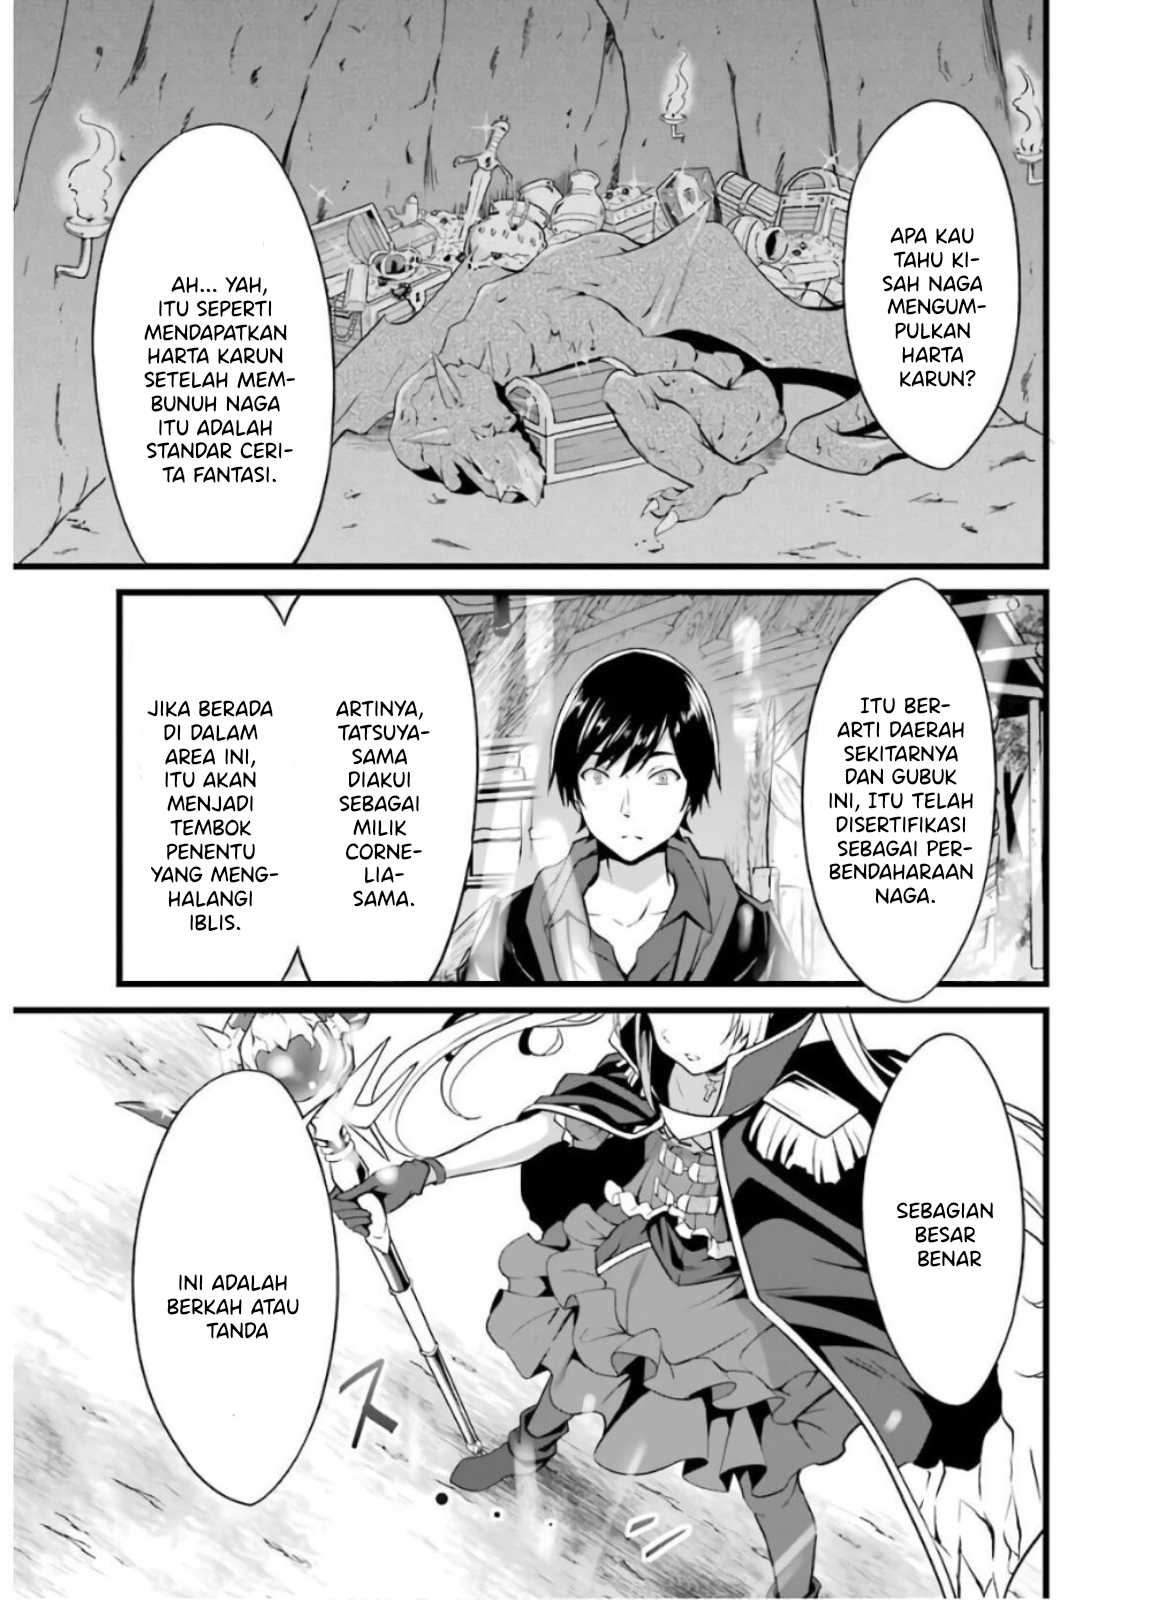 APA KAU
TAHU KI-
SAH NAGA
MENGUM-
PULKAN
HARTA
KARUN?
AH... YAH,
ITU SEPERTI
MENDAPATKAN
HARTA KARUN
SETELAH MEM-
BUNUH NAGA
ITU ADALAH
STANDAR CERI-
TA FANTASI.
ITU BER-
ARTI DAERAH
SEKITARNYA
DAN GUBUK
INI, ITU TELAH
DISERTIFIKASI
SEBAGAI PER-
BENDAHARAAN
NAGA.
ARTINYA,
TATSUYA-
SAMA
DIAKUI
SEBAGAI
MILIK
CORNE-
LIA-
SAMA.
JIKA BERADA
DI DALAM
AREA INI,
ITU AKAN
MENJADI
TEMBOK
PENENTU
YANG MENG-
HALANGI
IBLIS.
SEBAGIAN
BESAR
BENAR
INI ADALAH
BERKAH ATAU
TANDA
ス